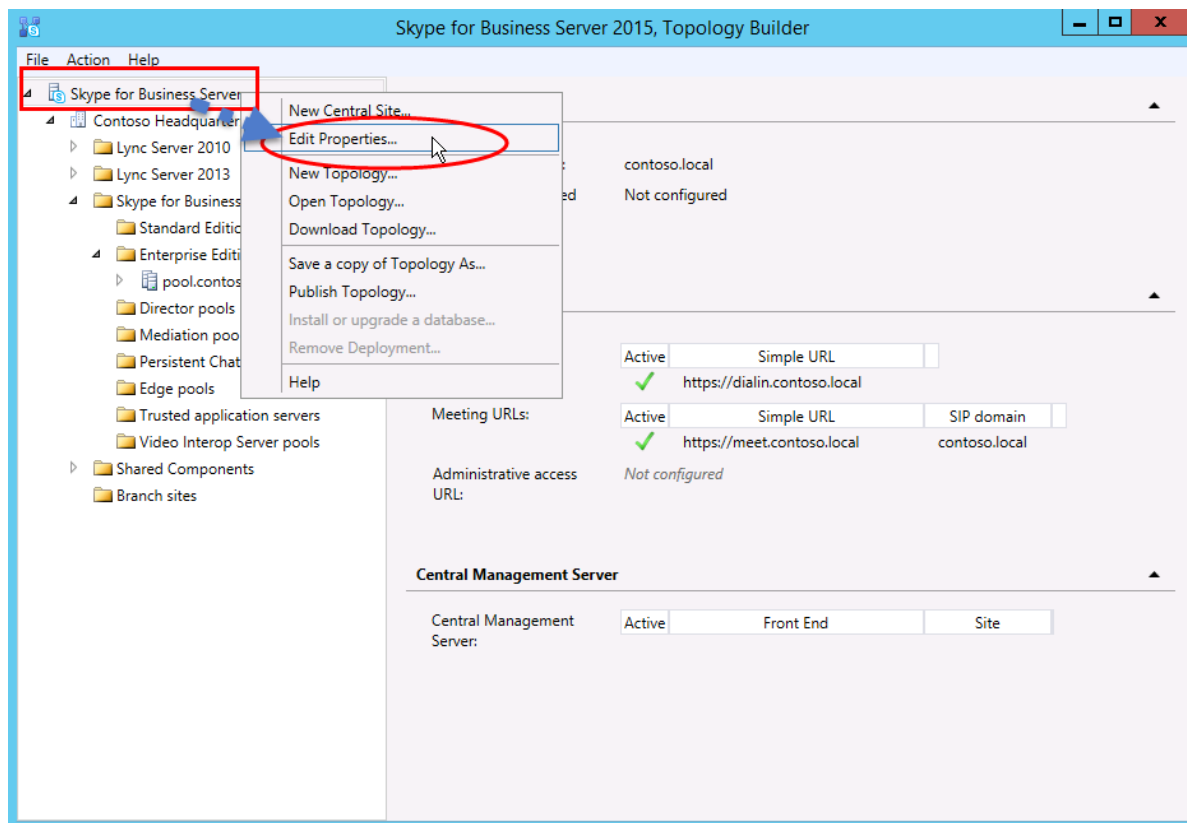 Skype for Business Server 2015, Topology Builder
File Action Help
Skype for Business Server
Contoso Headquarter
Lync Server 2010
Lync Server 2013
Skype for Business
Standard Editic
Enterprise Editi
pool.contos
Director pools
Mediation poo
Persistent Chat
Edge pools
Trusted application servers
Video Interop Server pools
Shared Components
Branch sites
New Central Site...
Edit Properties...
New Topology...
Open Topology...
Download Topology...
Save a copy of Topology As...
Publish Topology...
Install or upgrade a database...
Remove Deployment...
Help
: contoso.local
ed Not configured
Active Simple URL
https://dialin.contoso.local
Meeting URLs: Active Simple URL SIP domain
https://meet.contoso.local contoso.local
Administrative access Not configured
URL:
Central Management Server
Central Management Active Front End Site
Server: